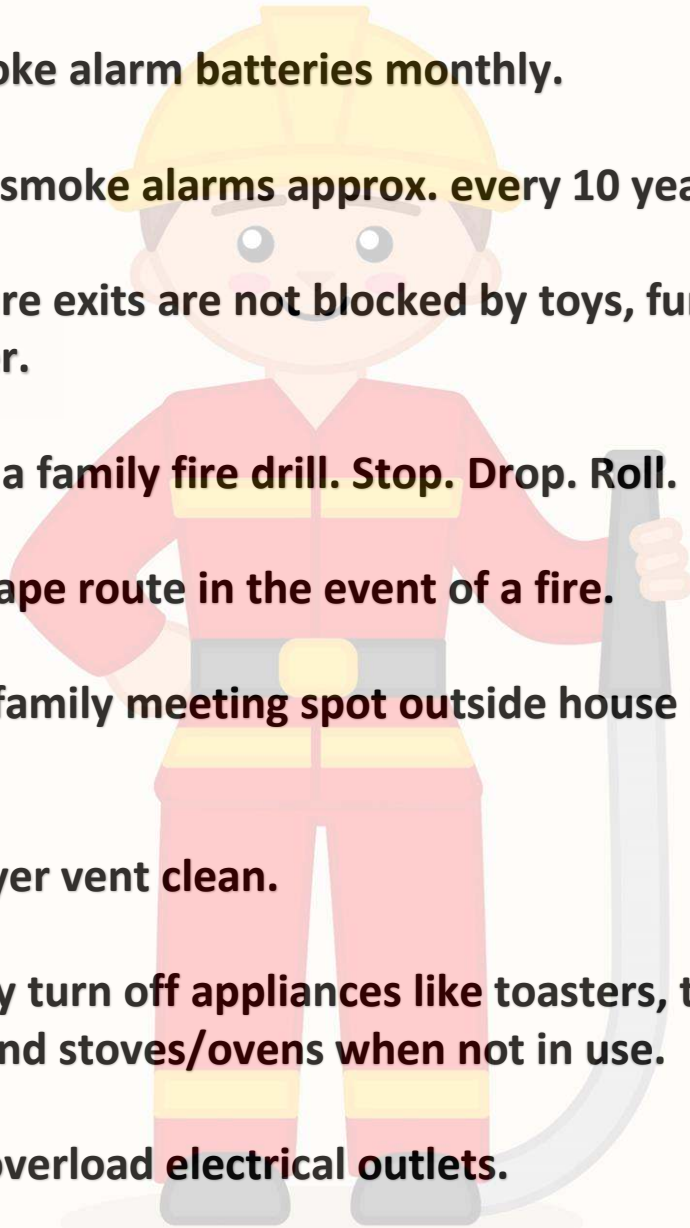 oke alarm batteries monthly.
smoke alarms approx. every 10 yea
re exits are not blocked by toys, fu
r.
a family fire drill. Stop. Drop. Roll.
ape route in the event of a fire.
family meeting spot outside house
yer vent clean.
y turn off appliances like toasters, t
nd stoves/ovens when not in use.
overload electrical outlets.